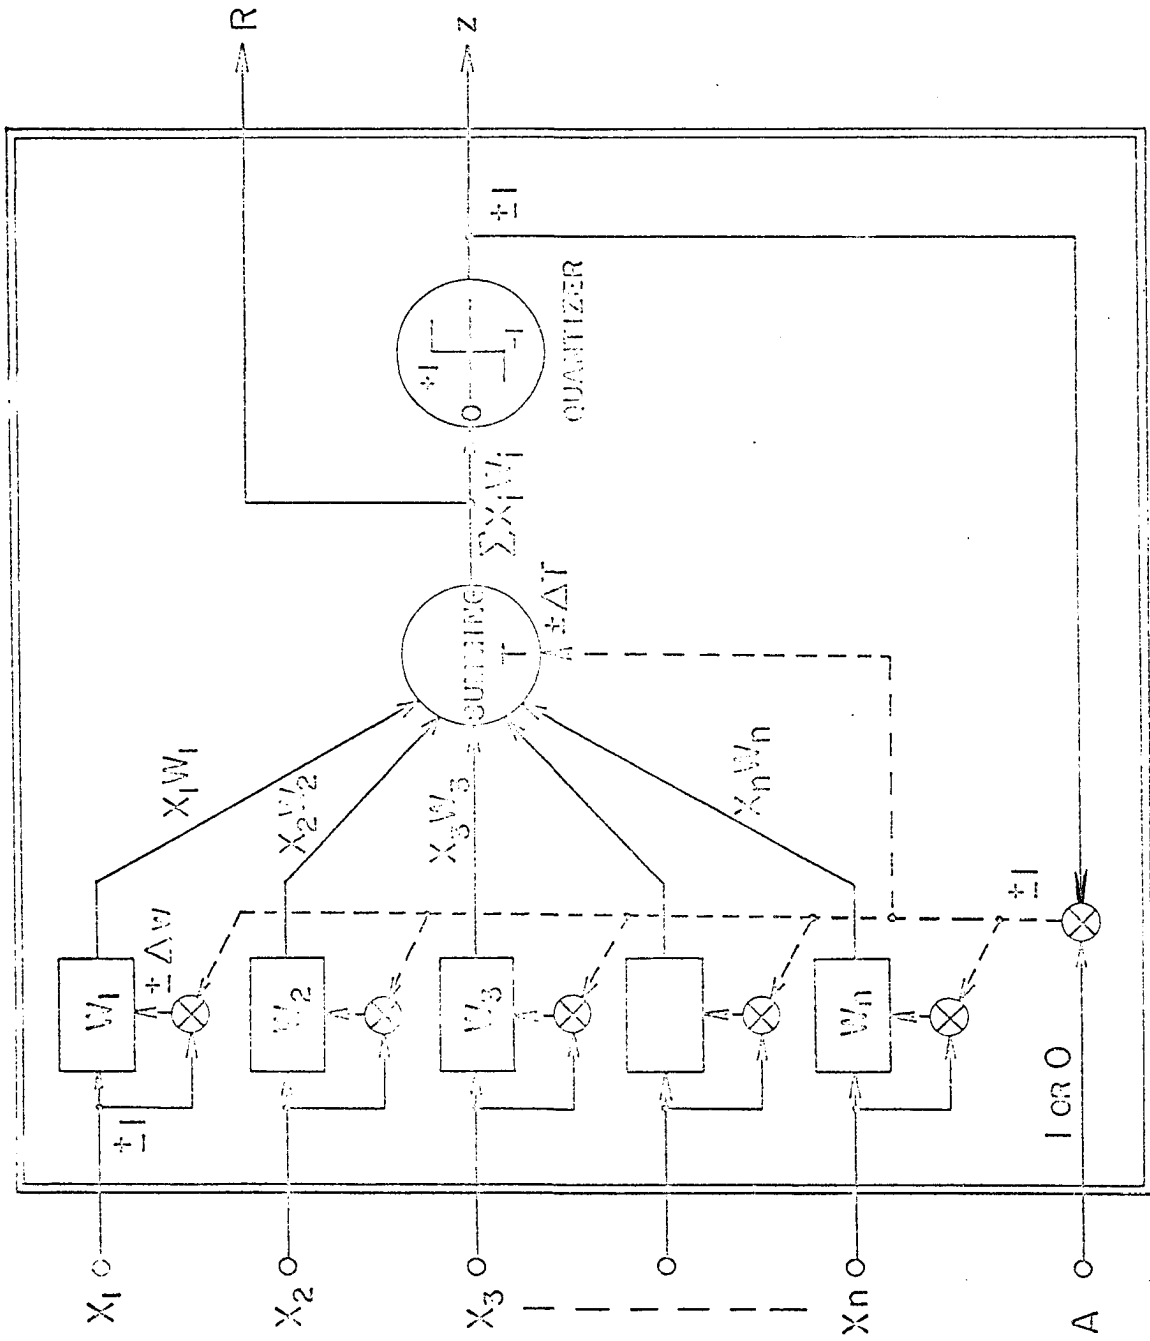 R
z
±1
QUANTIZER
+1
-1
0
ΣXiWi
SUMMING
T
±ΔT
X1W1
X2W2
X3W3
XnWn
±Δw
W1
W2
W3
Wn
±1
±1
1 OR 0
X1
X2
X3
Xn
A